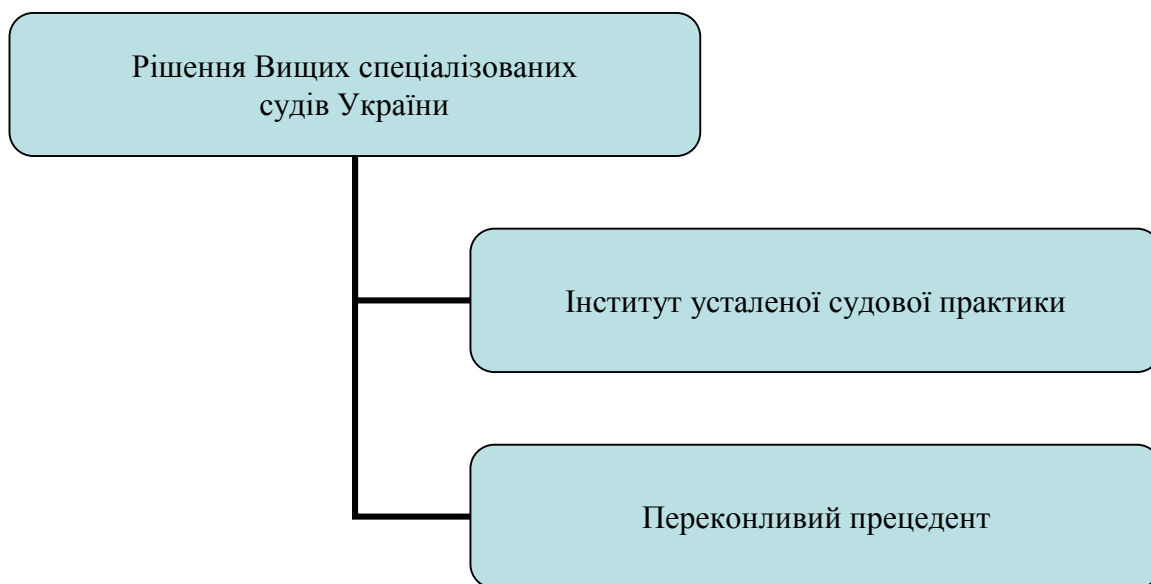 Рішення Вищих спеціалізованих
судів України
Інститут усталеної судової практики
Переконливий прецедент